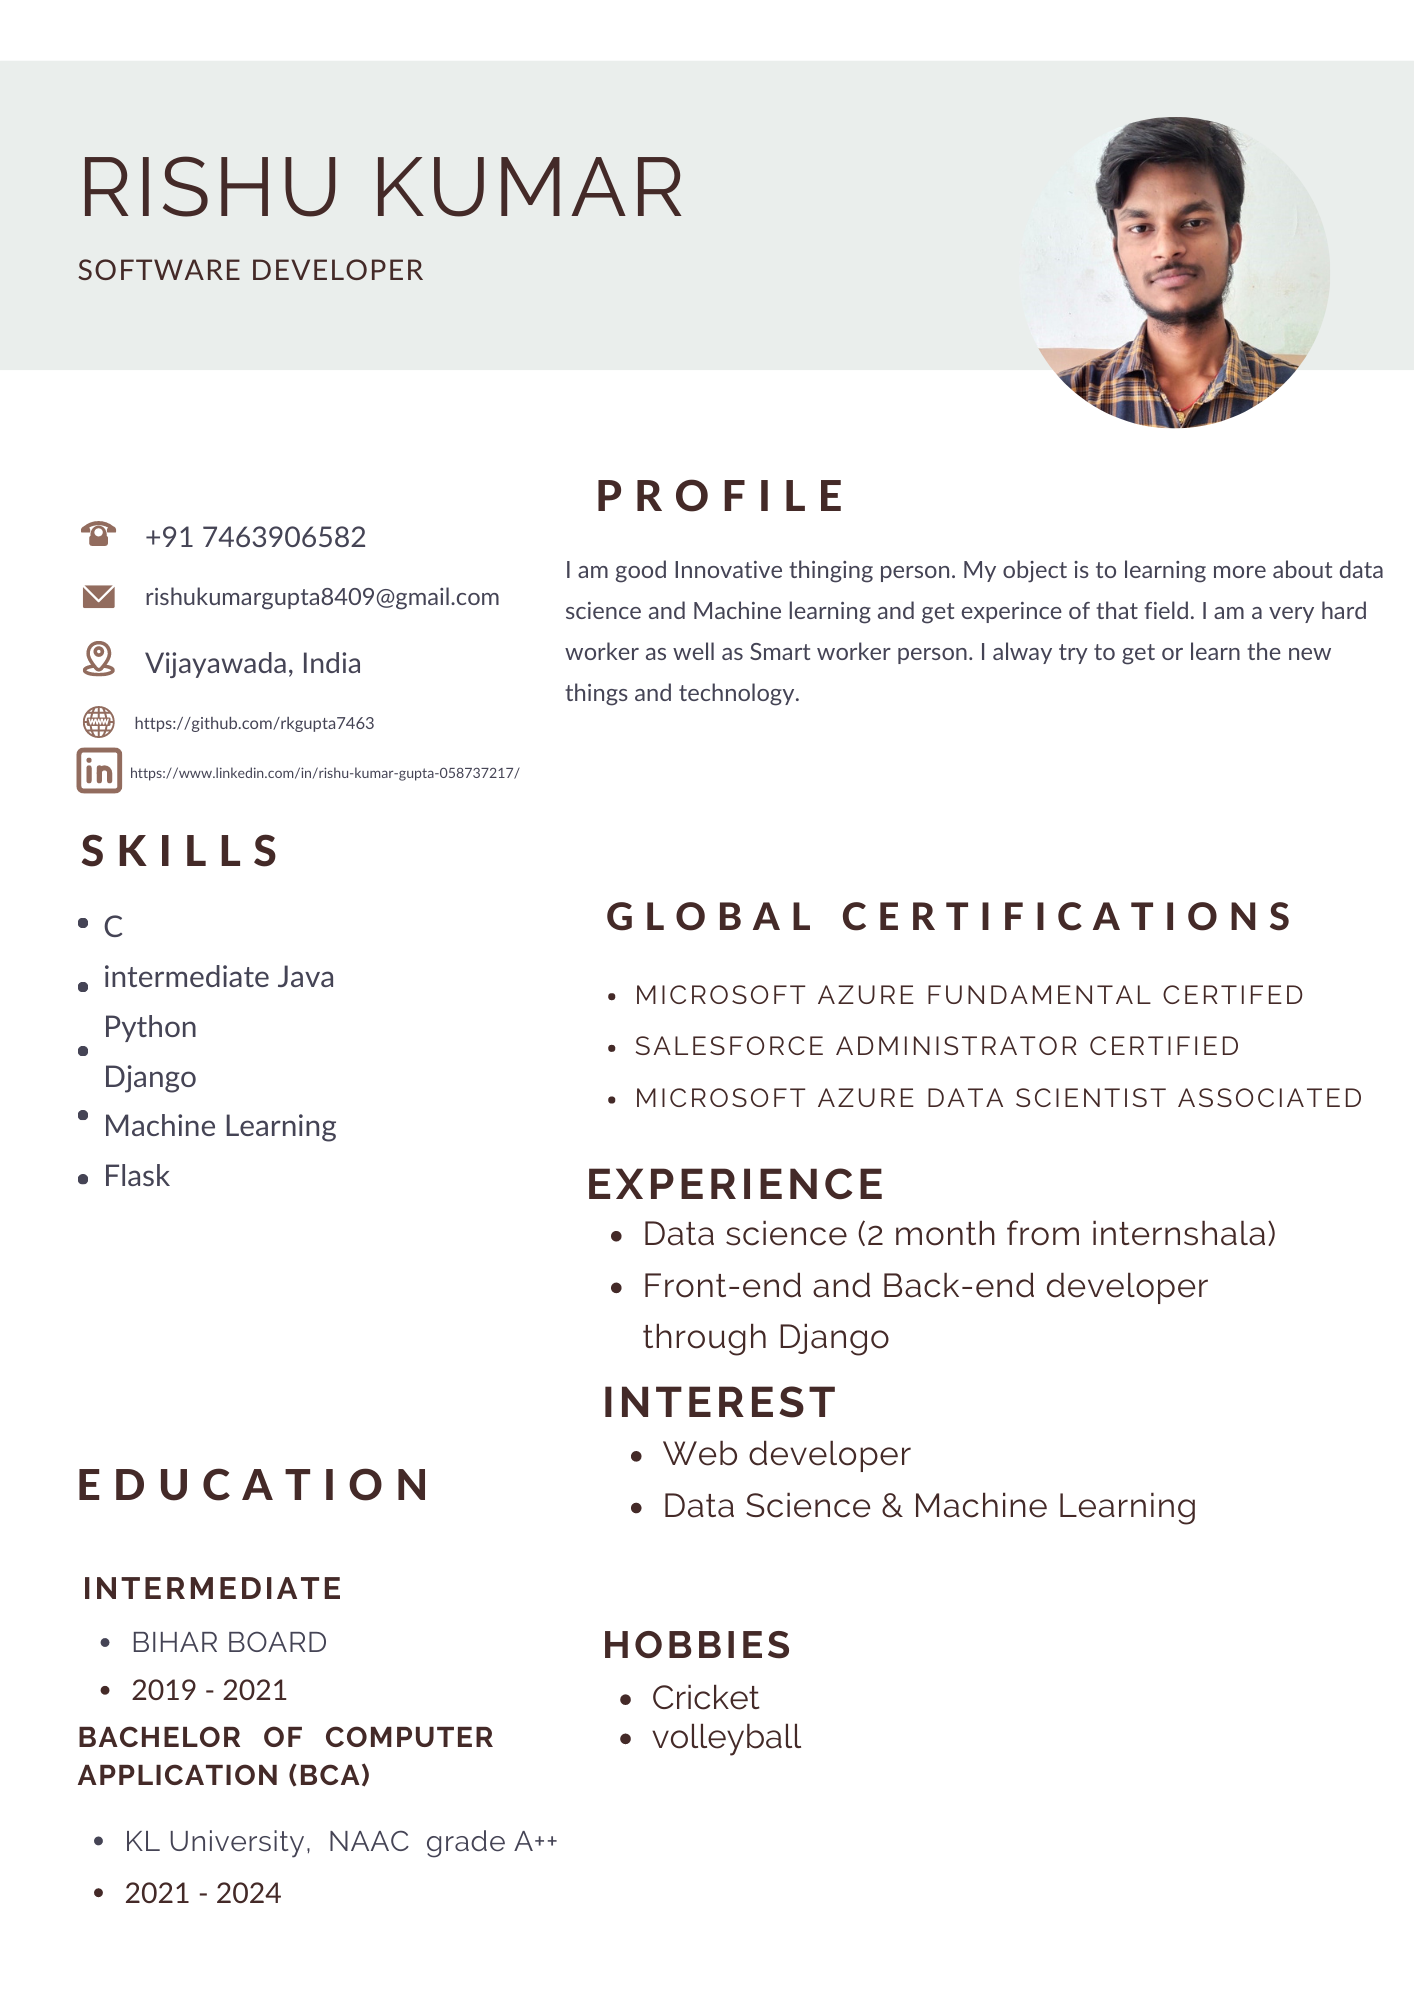 RISHU KUMAR
SOFTWARE DEVELOPER
+91 7463906582
rishukumargupta8409@gmail.com
Vijayawada, India
https://github.com/rkgupta7463
https://www.linkedin.com/in/rishu-kumar-gupta-058737217/
SKILLS
C
intermediate Java
Python
Django
Machine Learning
Flask
EDUCATION
INTERMEDIATE
BIHAR BOARD
2019 - 2021
BACHELOR OF COMPUTER
APPLICATION (BCA)
KL University, NAAC grade A++
2021 - 2024
PROFILE
I am good Innovative thinging person. My object is to learning more about data
science and Machine learning and get experince of that field. I am a very hard
worker as well as Smart worker person. I alway try to get or learn the new
things and technology.
GLOBAL CERTIFICATIONS
MICROSOFT AZURE FUNDAMENTAL CERTIFED
SALESFORCE ADMINISTRATOR CERTIFIED
MICROSOFT AZURE DATA SCIENTIST ASSOCIATED
EXPERIENCE
Data science (2 month from internshala)
Front-end and Back-end developer
through Django
INTEREST
Web developer
Data Science & Machine Learning
HOBBIES
Cricket
volleyball